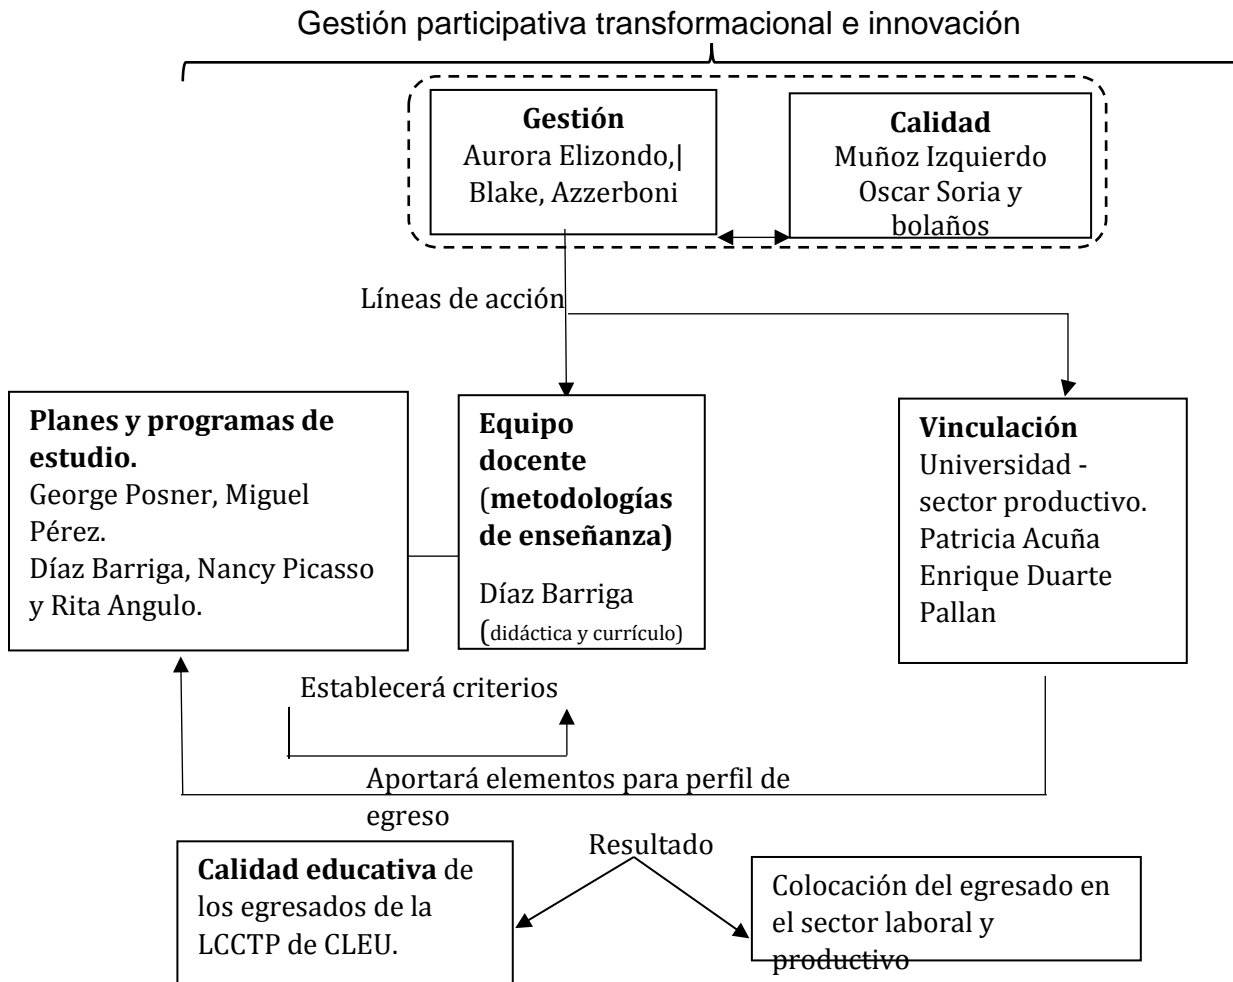 Gestión participativa transformacional e innovación
Gestión
Aurora Elizondo,|
Blake, Azzerboni
Calidad
Muñoz Izquierdo
Oscar Soria y
bolaños
Líneas de acción
Planes y programas de
estudio.
George Posner, Miguel
Pérez.
Díaz Barriga, Nancy Picasso
y Rita Angulo.
Equipo
docente
(metodologías
de enseñanza)
Díaz Barriga
(didáctica y currículo)
Vinculación
Universidad -
sector productivo.
Patricia Acuña
Enrique Duarte
Pallan
Establecerá criterios
Aportará elementos para perfil de
egreso
Resultado
Calidad educativa de
los egresados de la
LCCTP de CLEU.
Colocación del egresado en
el sector laboral y
productivo